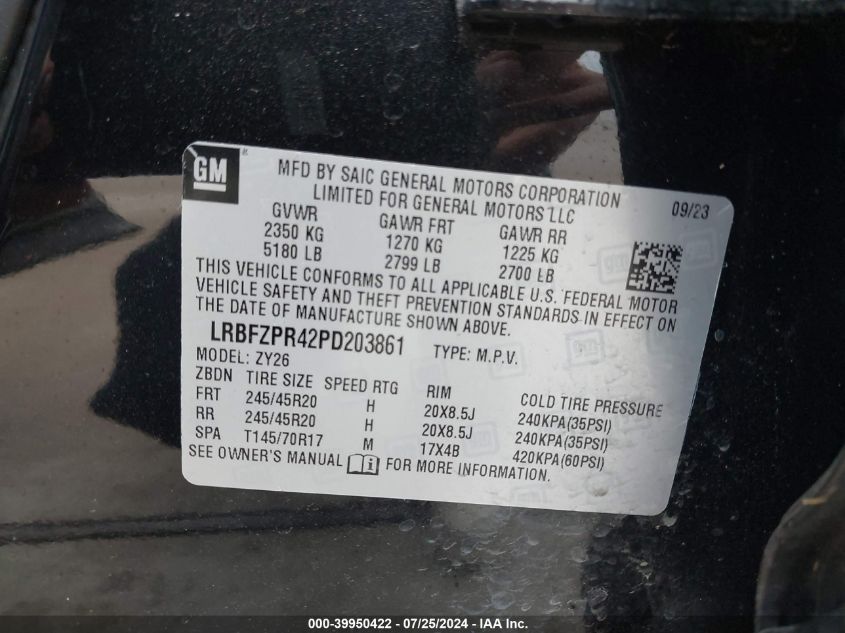 GM
MFD BY SAIC GENERAL MOTORS CORPORATION
LIMITED FOR GENERAL MOTORS LLC
09/23
GVWR GAWR FRT GAWR RR
2350 KG 1270 KG 1225 KG
5180 LB 2799 LB 2700 LB
THIS VEHICLE CONFORMS TO ALL APPLICABLE U.S. FEDERAL MOTOR
VEHICLE SAFETY AND THEFT PREVENTION STANDARDS IN EFFECT ON
THE DATE OF MANUFACTURE SHOWN ABOVE.
LRBFZPR42PD203861 TYPE: M.P.V.
MODEL: ZY26
ZBDN TIRE SIZE SPEED RTG RIM COLD TIRE PRESSURE
FRT 245/45R20 H 20X8.5J 240KPA(35PSI)
RR 245/45R20 H 20X8.5J 240KPA(35PSI)
SPA T145/70R17 M 17X4B 420KPA(60PSI)
SEE OWNER'S MANUAL FOR MORE INFORMATION.
000-39950422 - 07/25/2024 - IAA Inc.